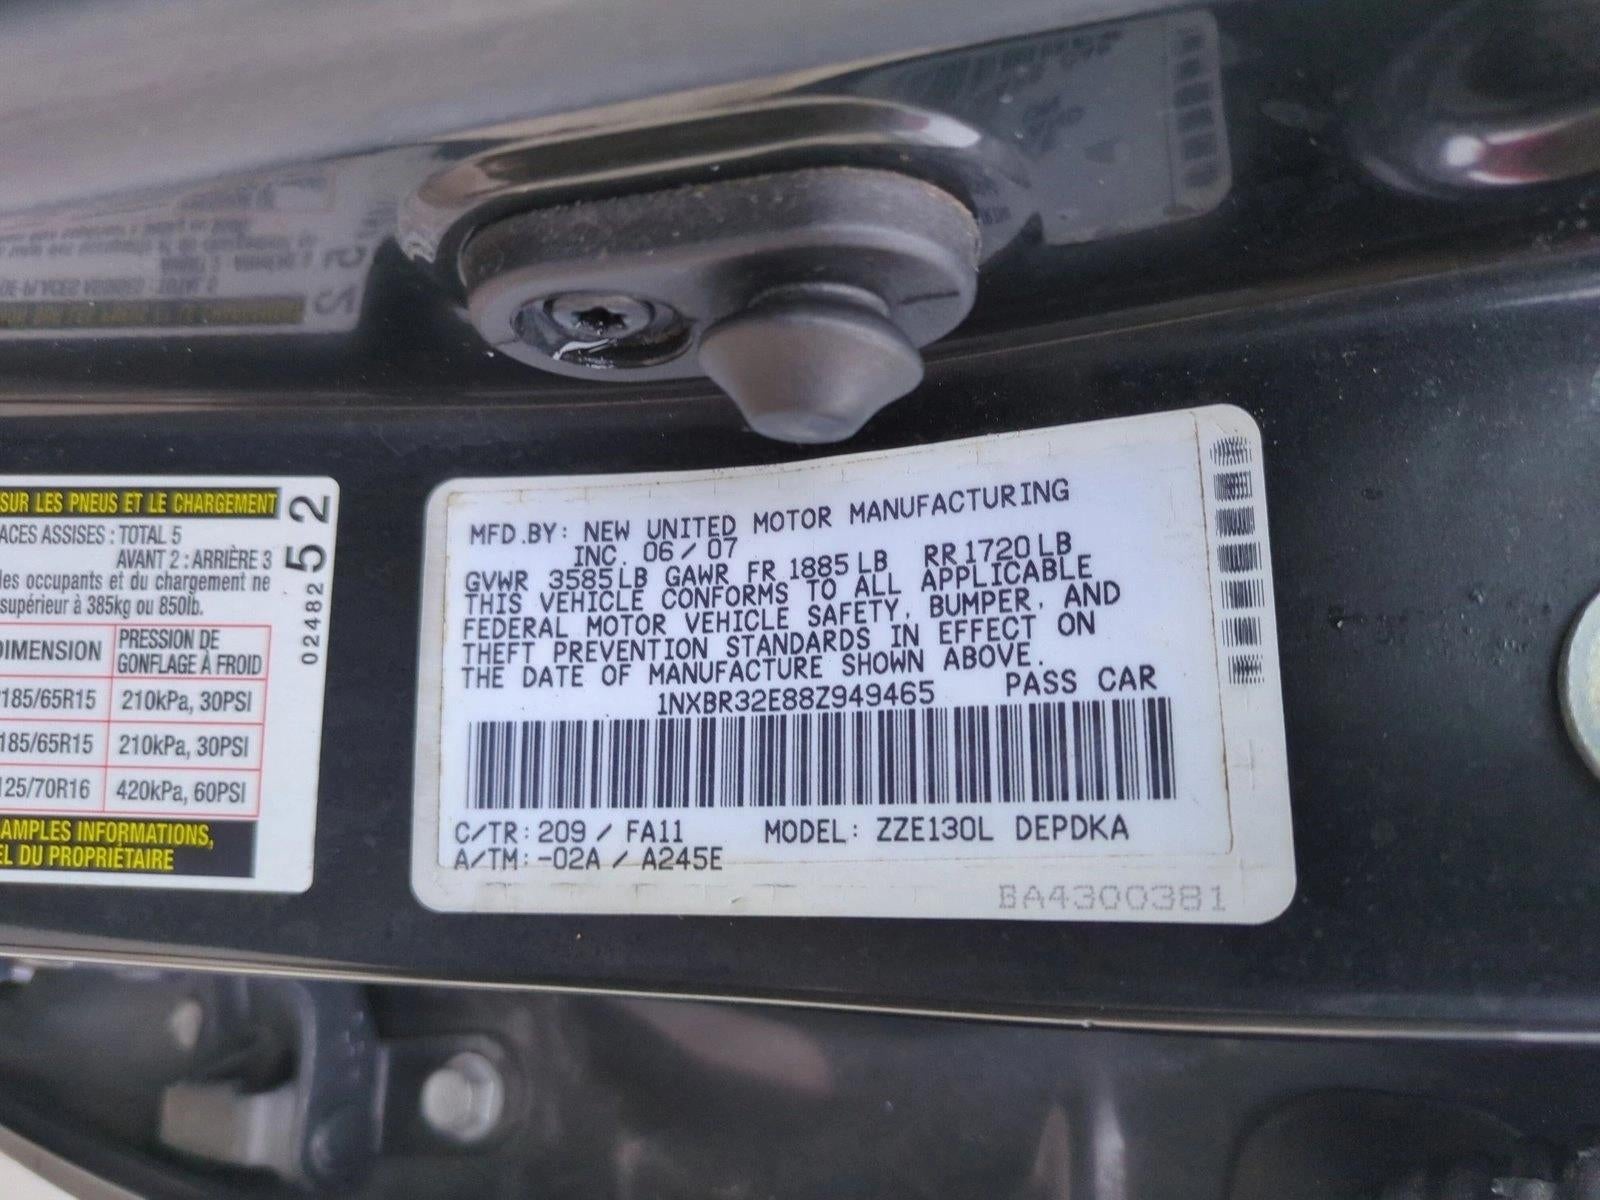 SUR LES PNEUS ET LE CHARGEMENT
ACES ASSISES : TOTAL 5
AVANT 2 : ARRIÈRE 3
les occupants et du chargement ne
supérieur à 385kg ou 850lb.
DIMENSION PRESSION DE GONFLAGE À FROID
185/65R15 210kPa, 30PSI
185/65R15 210kPa, 30PSI
125/70R16 420kPa, 60PSI
AMPLES INFORMATIONS,
EL DU PROPRIÉTAIRE
02482 52
MFD.BY: NEW UNITED MOTOR MANUFACTURING
INC. 06/07
GVWR 3585LB GAWR FR 1885LB RR1720LB
THIS VEHICLE CONFORMS TO ALL APPLICABLE
FEDERAL MOTOR VEHICLE SAFETY, BUMPER, AND
THEFT PREVENTION STANDARDS IN EFFECT ON
THE DATE OF MANUFACTURE SHOWN ABOVE.
1NXBR32E88Z949465 PASS CAR
C/TR: 209 / FA11 MODEL: ZZE130L DEPDKA
A/TM: -02A / A245E
BA4300381